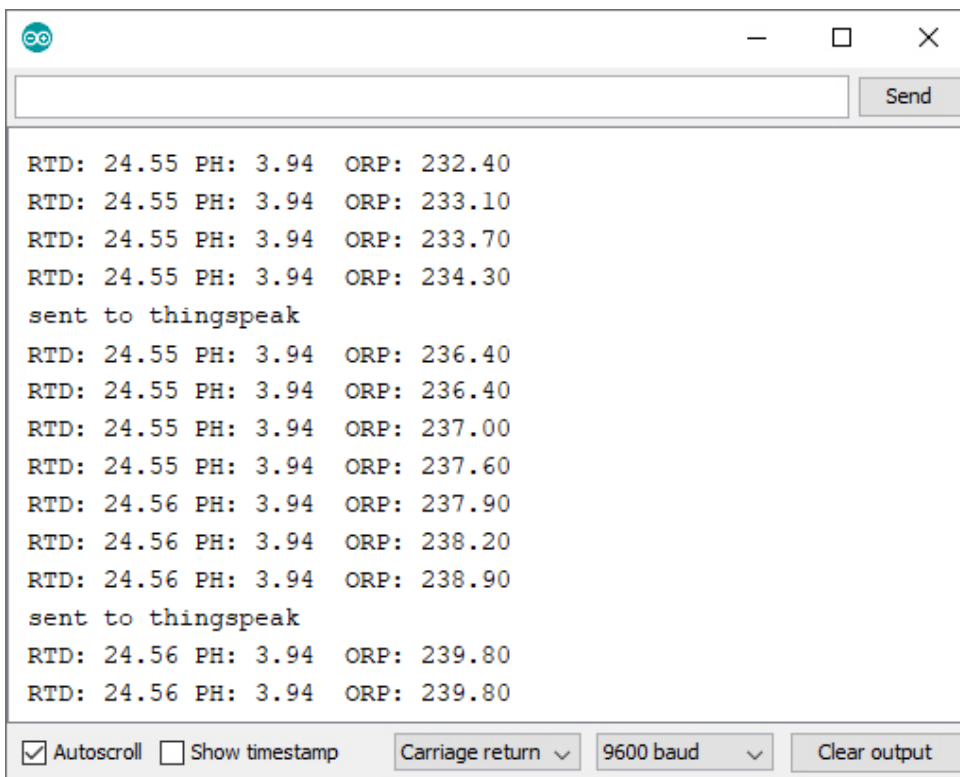 Send
RTD: 24.55 PH: 3.94  ORP: 232.40
RTD: 24.55 PH: 3.94  ORP: 233.10
RTD: 24.55 PH: 3.94  ORP: 233.70
RTD: 24.55 PH: 3.94  ORP: 234.30
sent to thingspeak
RTD: 24.55 PH: 3.94  ORP: 236.40
RTD: 24.55 PH: 3.94  ORP: 236.40
RTD: 24.55 PH: 3.94  ORP: 237.00
RTD: 24.55 PH: 3.94  ORP: 237.60
RTD: 24.56 PH: 3.94  ORP: 237.90
RTD: 24.56 PH: 3.94  ORP: 238.20
RTD: 24.56 PH: 3.94  ORP: 238.90
sent to thingspeak
RTD: 24.56 PH: 3.94  ORP: 239.80
RTD: 24.56 PH: 3.94  ORP: 239.80
Autoscroll Show timestamp Carriage return 9600 baud Clear output